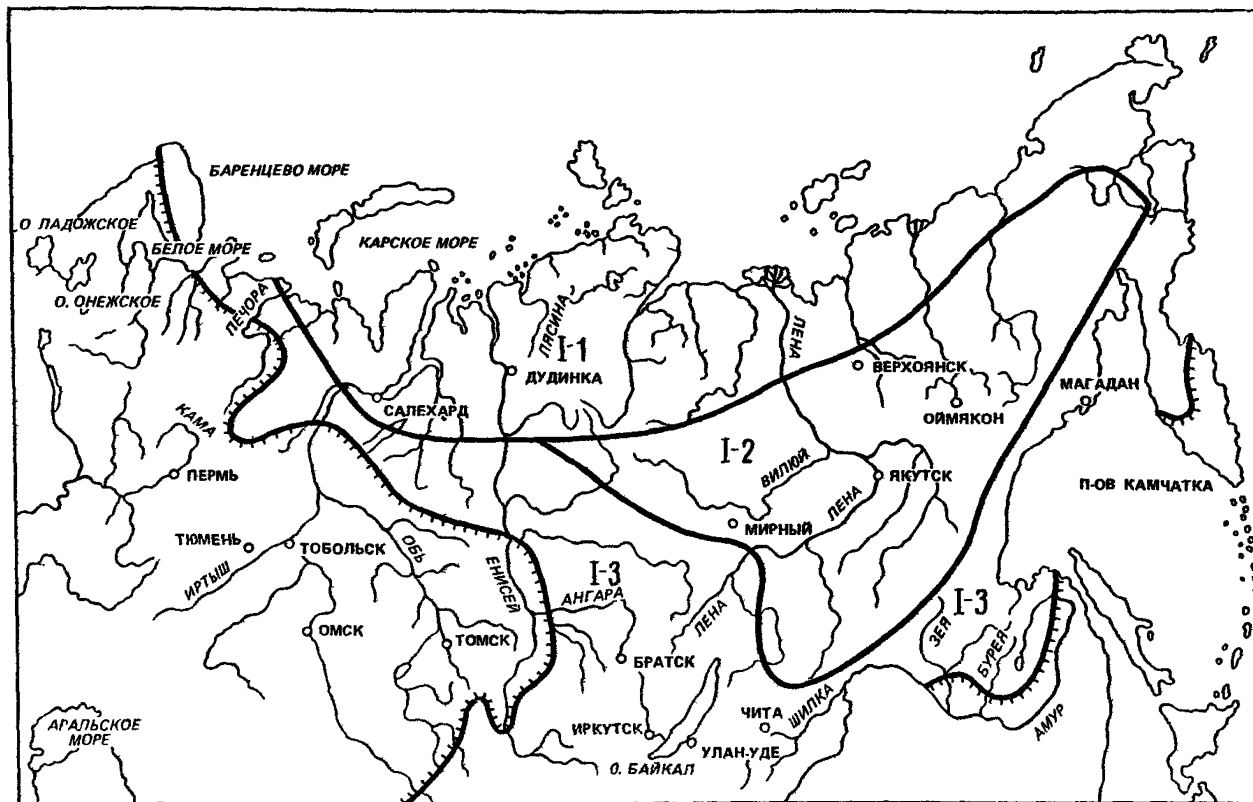 БАРЕНЦЕВО МОРЕ
О ЛАДОЖСКОЕ
БЕЛОЕ МОРЕ
КАРСКОЕ МОРЕ
О. ОНЕЖСКОЕ
ПЕЧОРА
ЛЯСИНА
ЛЕНА
I-1
ДУДИНКА
ВЕРХОЯНСК
САЛЕХАРД
МАГАДАН
ОЙМЯКОН
КАМА
I-2
ВИЛЮЙ
ПЕРМЬ
ЯКУТСК
П-ОВ КАМЧАТКА
ЛЕНА
МИРНЫЙ
ТЮМЕНЬ
ТОБОЛЬСК
ОБЬ
ИРТЫШ
ЕНИСЕЙ
I-3
АНГАРА
ЛЕНА
I-3
ЗЕЯ
БУРЕЯ
ОМСК
ТОМСК
БРАТСК
ЧИТА
ШИЛКА
АМУР
АГАЛЬСКОЕ
МОРЕ
ИРКУТСК
УЛАН-УДЕ
О. БАЙКАЛ